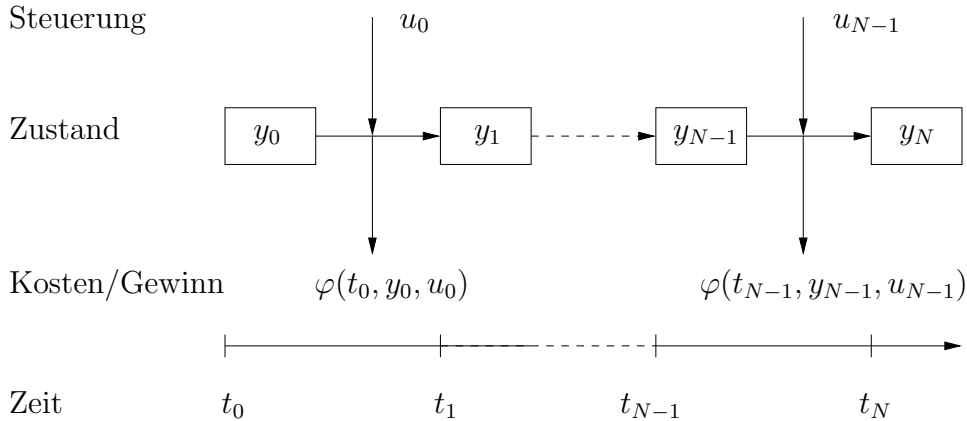 Steuerung u_0 u_{N−1}
Zustand y_0 y_1 y_{N−1} y_N
Kosten/Gewinn φ(t_0, y_0, u_0) φ(t_{N−1}, y_{N−1}, u_{N−1})
Zeit t_0 t_1 t_{N−1} t_N